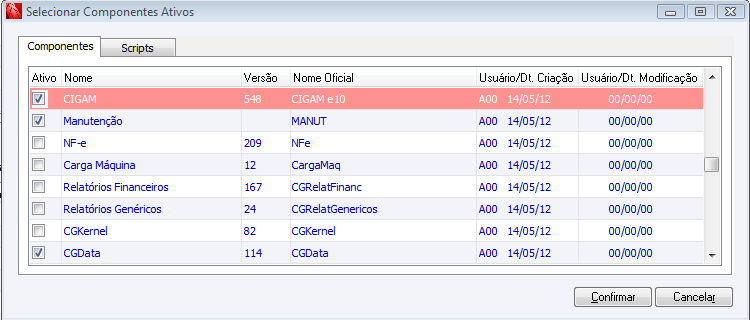 Selecionar Componentes Ativos
Componentes Scripts
Ativo Nome Versão Nome Oficial Usuário/Dt. Criação Usuário/Dt. Modificação
CIGAM 548 CIGAM e10 A00 14/05/12 00/00/00
Manutenção MANUT A00 14/05/12 00/00/00
NF-e 209 NFe A00 14/05/12 00/00/00
Carga Máquina 12 CargaMaq A00 14/05/12 00/00/00
Relatórios Financeiros 167 CGRelatFinanc A00 14/05/12 00/00/00
Relatórios Genéricos 24 CGRelatGenericos A00 14/05/12 00/00/00
CGKernel 82 CGKernel A00 14/05/12 00/00/00
CGData 114 CGData A00 14/05/12 00/00/00
Confirmar Cancelar